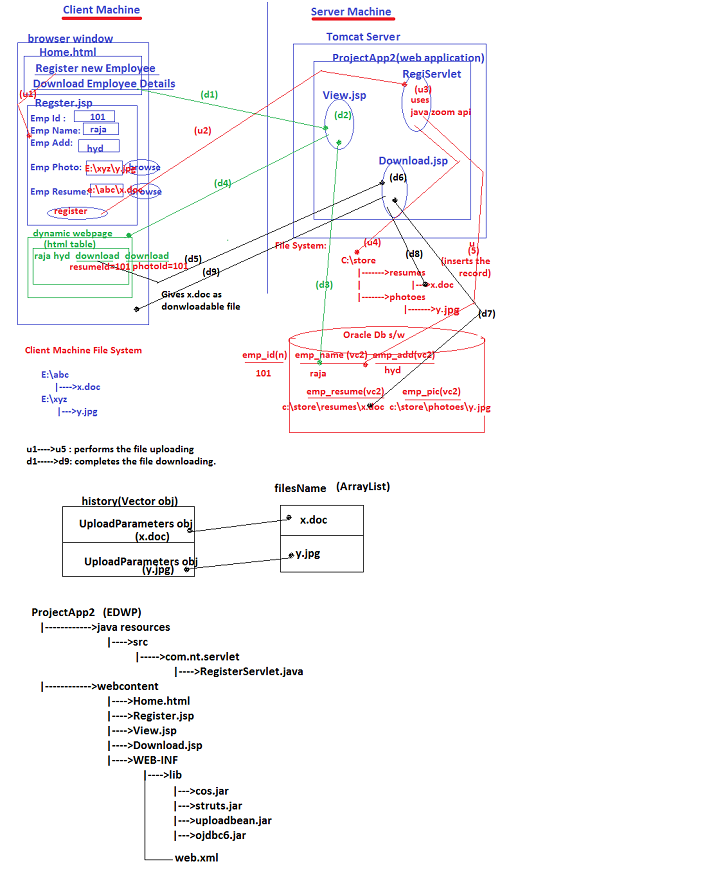 Client Machine
Server Machine
browser window
Home.html
Register new Employee
Download Employee Details
(u1)
Regster.jsp
Emp Id : 101
Emp Name: raja
Emp Add: hyd
Emp Photo: E:\xyz\y.jpg browse
Emp Resume: e:\abc\x.doc browse
register
dynamic webpage
(html table)
raja hyd download download
resumeId=101 photoId=101
(d1)
(u2)
(d4)
(d5)
(d9)
Gives x.doc as
donwloadable file
Tomcat Server
ProjectApp2(web application)
RegiServlet
(u3)
uses
java zoom api
View.jsp
(d2)
Download.jsp
(d6)
File System:
(u4)
C:\store
|------->resumes
| |--->x.doc
|------->photoes
|------->y.jpg
(d8)
u
(5)
(inserts the
record)
(d3)
(d7)
Oracle Db s/w
emp_id(n) emp_name (vc2) emp_add(vc2)
101 raja hyd
emp_resume(vc2) emp_pic(vc2)
c:\store\resumes\x.doc c:\store\photoes\y.jpg
Client Machine File System
E:\abc
|---->x.doc
E:\xyz
|--->y.jpg
u1---->u5 : performs the file uploading
d1----->d9: completes the file downloading.
history(Vector obj)
UploadParameters obj
(x.doc)
UploadParameters obj
(y.jpg)
filesName (ArrayList)
x.doc
y.jpg
ProjectApp2 (EDWP)
|------------>java resources
|---->src
|----->com.nt.servlet
|---->RegisterServlet.java
|------------>webcontent
|---->Home.html
|---->Register.jsp
|---->View.jsp
|---->Download.jsp
|---->WEB-INF
|---->lib
|--->cos.jar
|--->struts.jar
|--->uploadbean.jar
|--->ojdbc6.jar
web.xml